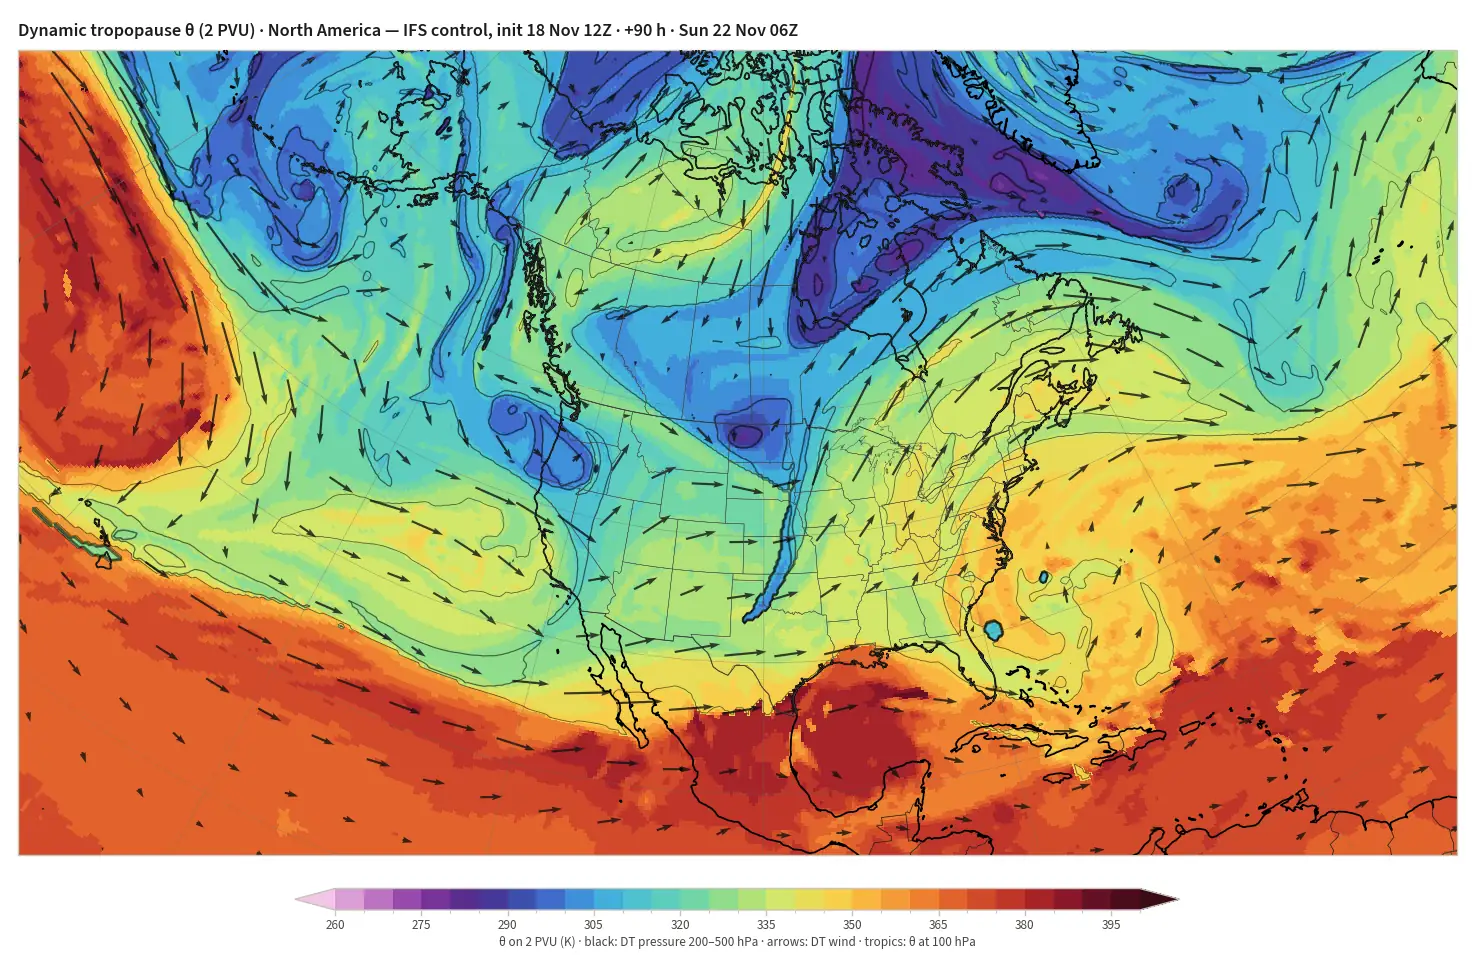 Dynamic tropopause θ (2 PVU) · North America — IFS control, init 18 Nov 12Z · +90 h · Sun 22 Nov 06Z
260 275 290 305 320 335 350 365 380 395
θ on 2 PVU (K) · black: DT pressure 200–500 hPa · arrows: DT wind · tropics: θ at 100 hPa